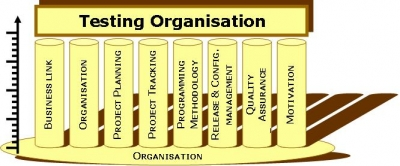 Testing Organisation
BUSINESS LINK
ORGANISATION
PROJECT PLANNING
PROJECT TRACKING
PROGRAMMING
METHODOLOGY
RELEASE & CONFIG.
MANAGEMENT
QUALITY
ASSURANCE
MOTIVATION
ORGANISATION